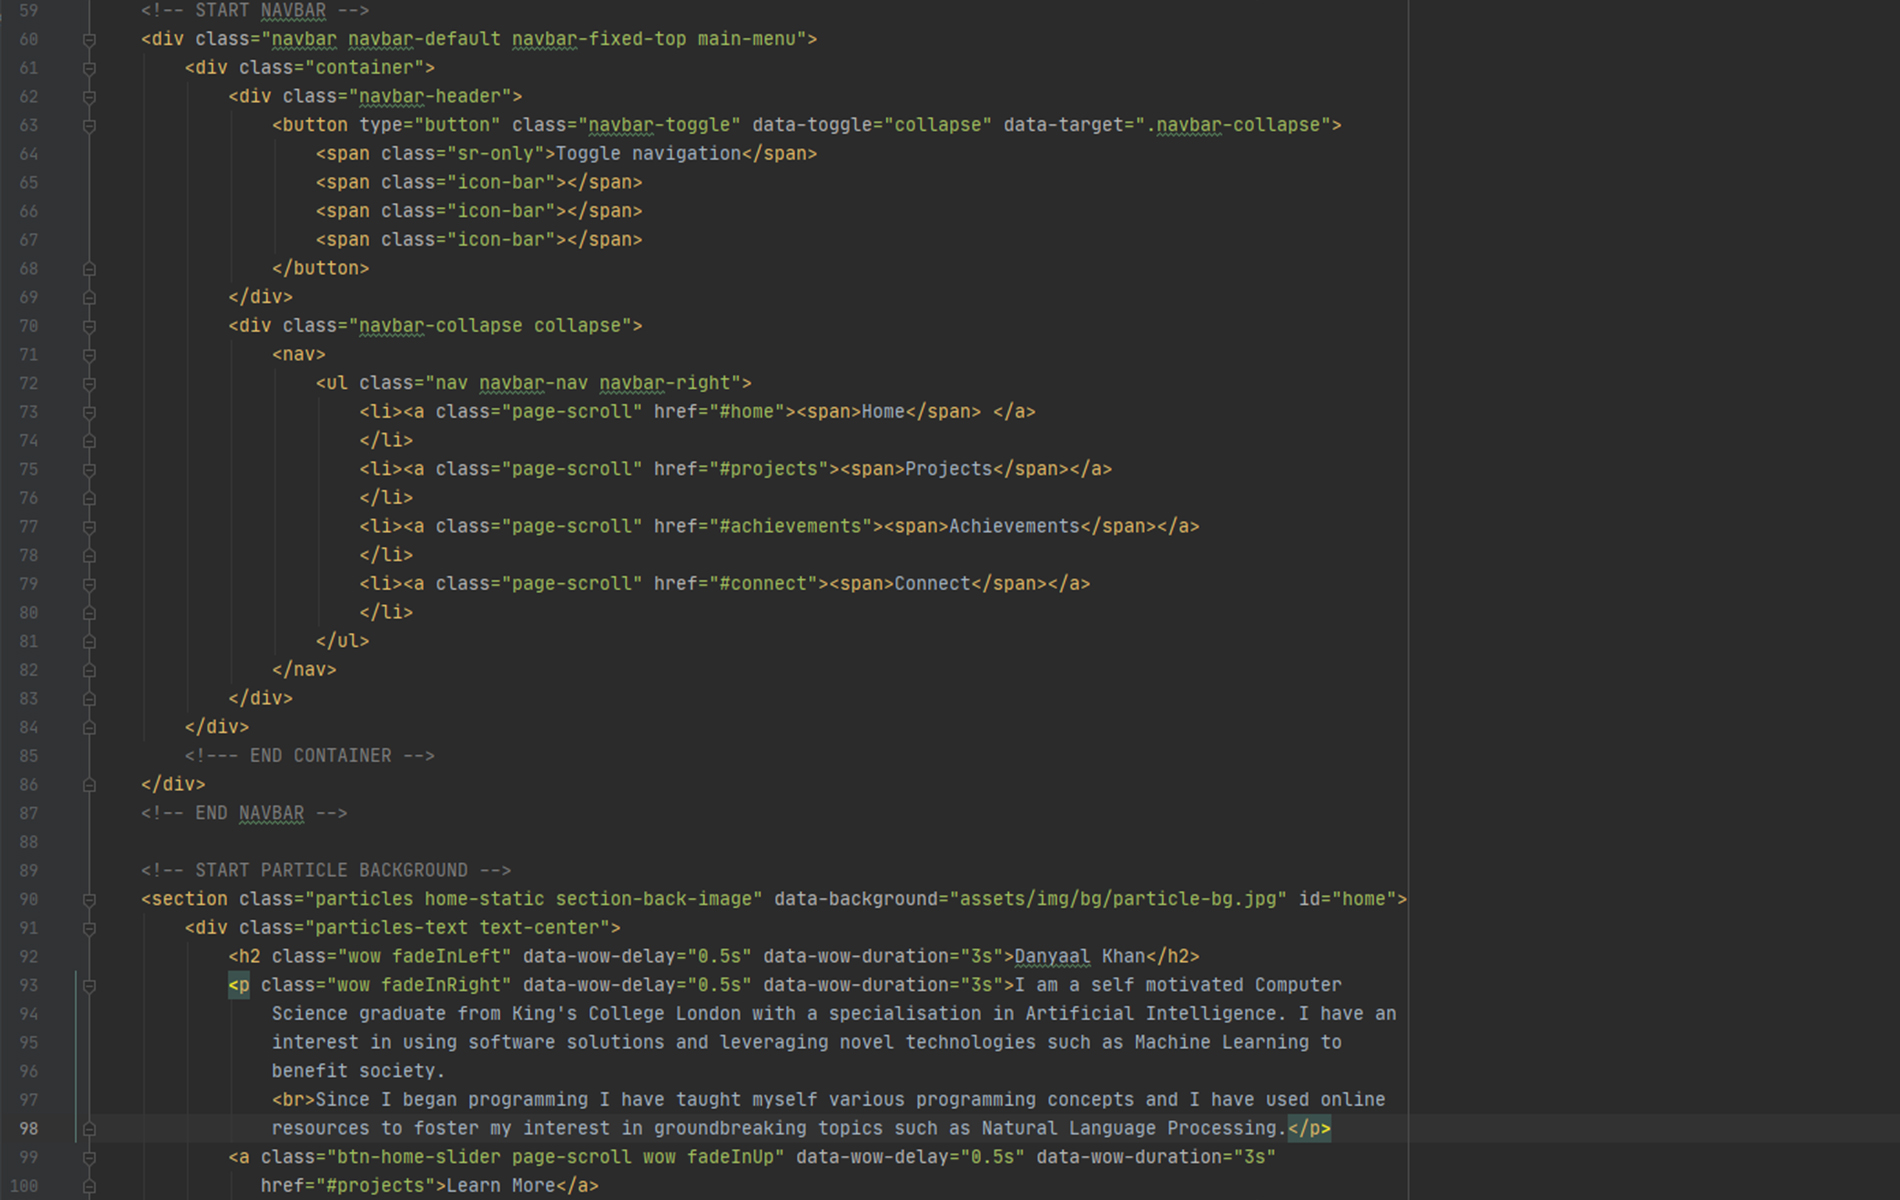 59 <!-- START NAVBAR -->
60 <div class="navbar navbar-default navbar-fixed-top main-menu">
61 <div class="container">
62 <div class="navbar-header">
63 <button type="button" class="navbar-toggle" data-toggle="collapse" data-target=".navbar-collapse">
64 <span class="sr-only">Toggle navigation</span>
65 <span class="icon-bar"></span>
66 <span class="icon-bar"></span>
67 <span class="icon-bar"></span>
68 </button>
69 </div>
70 <div class="navbar-collapse collapse">
71 <nav>
72 <ul class="nav navbar-nav navbar-right">
73 <li><a class="page-scroll" href="#home"><span>Home</span> </a>
74 </li>
75 <li><a class="page-scroll" href="#projects"><span>Projects</span></a>
76 </li>
77 <li><a class="page-scroll" href="#achievements"><span>Achievements</span></a>
78 </li>
79 <li><a class="page-scroll" href="#connect"><span>Connect</span></a>
80 </li>
81 </ul>
82 </nav>
83 </div>
84 </div>
85 <!--- END CONTAINER -->
86 </div>
87 <!-- END NAVBAR -->
88
89 <!-- START PARTICLE BACKGROUND -->
90 <section class="particles home-static section-back-image" data-background="assets/img/bg/particle-bg.jpg" id="home">
91 <div class="particles-text text-center">
92 <h2 class="wow fadeInLeft" data-wow-delay="0.5s" data-wow-duration="3s">Danyaal Khan</h2>
93 <p class="wow fadeInRight" data-wow-delay="0.5s" data-wow-duration="3s">I am a self motivated Computer
94 Science graduate from King's College London with a specialisation in Artificial Intelligence. I have an
95 interest in using software solutions and leveraging novel technologies such as Machine Learning to
96 benefit society.
97 <br>Since I began programming I have taught myself various programming concepts and I have used online
98 resources to foster my interest in groundbreaking topics such as Natural Language Processing.</p>
99 <a class="btn-home-slider page-scroll wow fadeInUp" data-wow-delay="0.5s" data-wow-duration="3s"
100 href="#projects">Learn More</a>